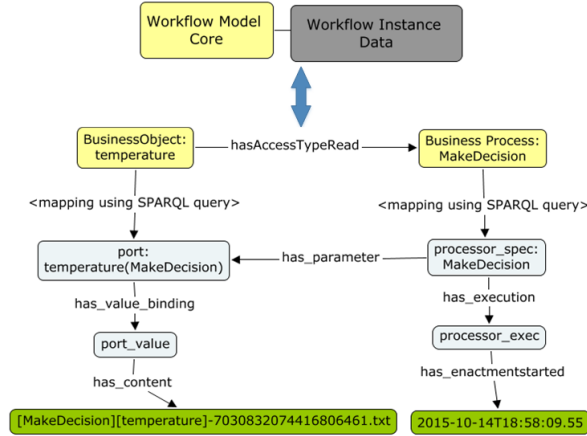 Workflow Model
Core
Workflow Instance
Data
BusinessObject:
temperature
hasAccessTypeRead
Business Process:
MakeDecision
<mapping using SPARQL query>
<mapping using SPARQL query>
port:
temperature(MakeDecision)
has_parameter
processor_spec:
MakeDecision
has_value_binding
has_execution
port_value
processor_exec
has_content
has_enactmentstarted
[MakeDecision][temperature]-7030832074416806461.txt
2015-10-14T18:58:09.55